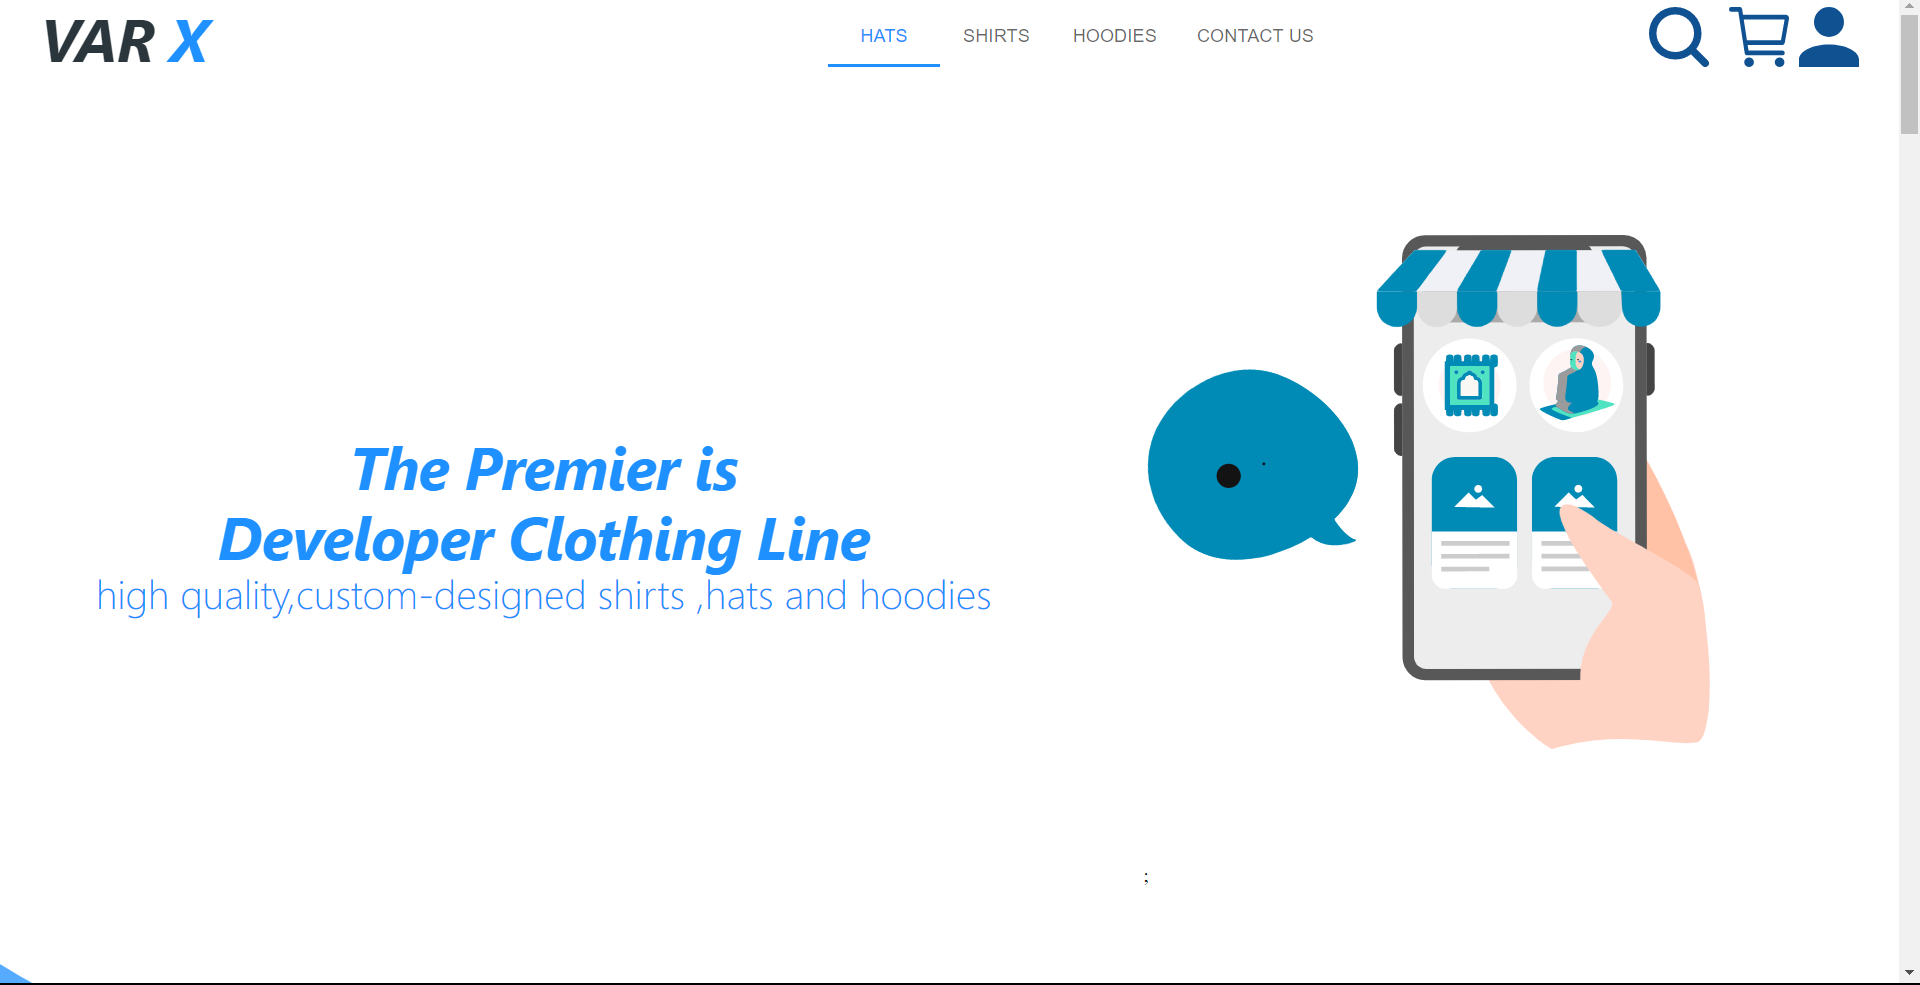 VAR X
HATS SHIRTS HOODIES CONTACT US
The Premier is
Developer Clothing Line
high quality,custom-designed shirts ,hats and hoodies
;